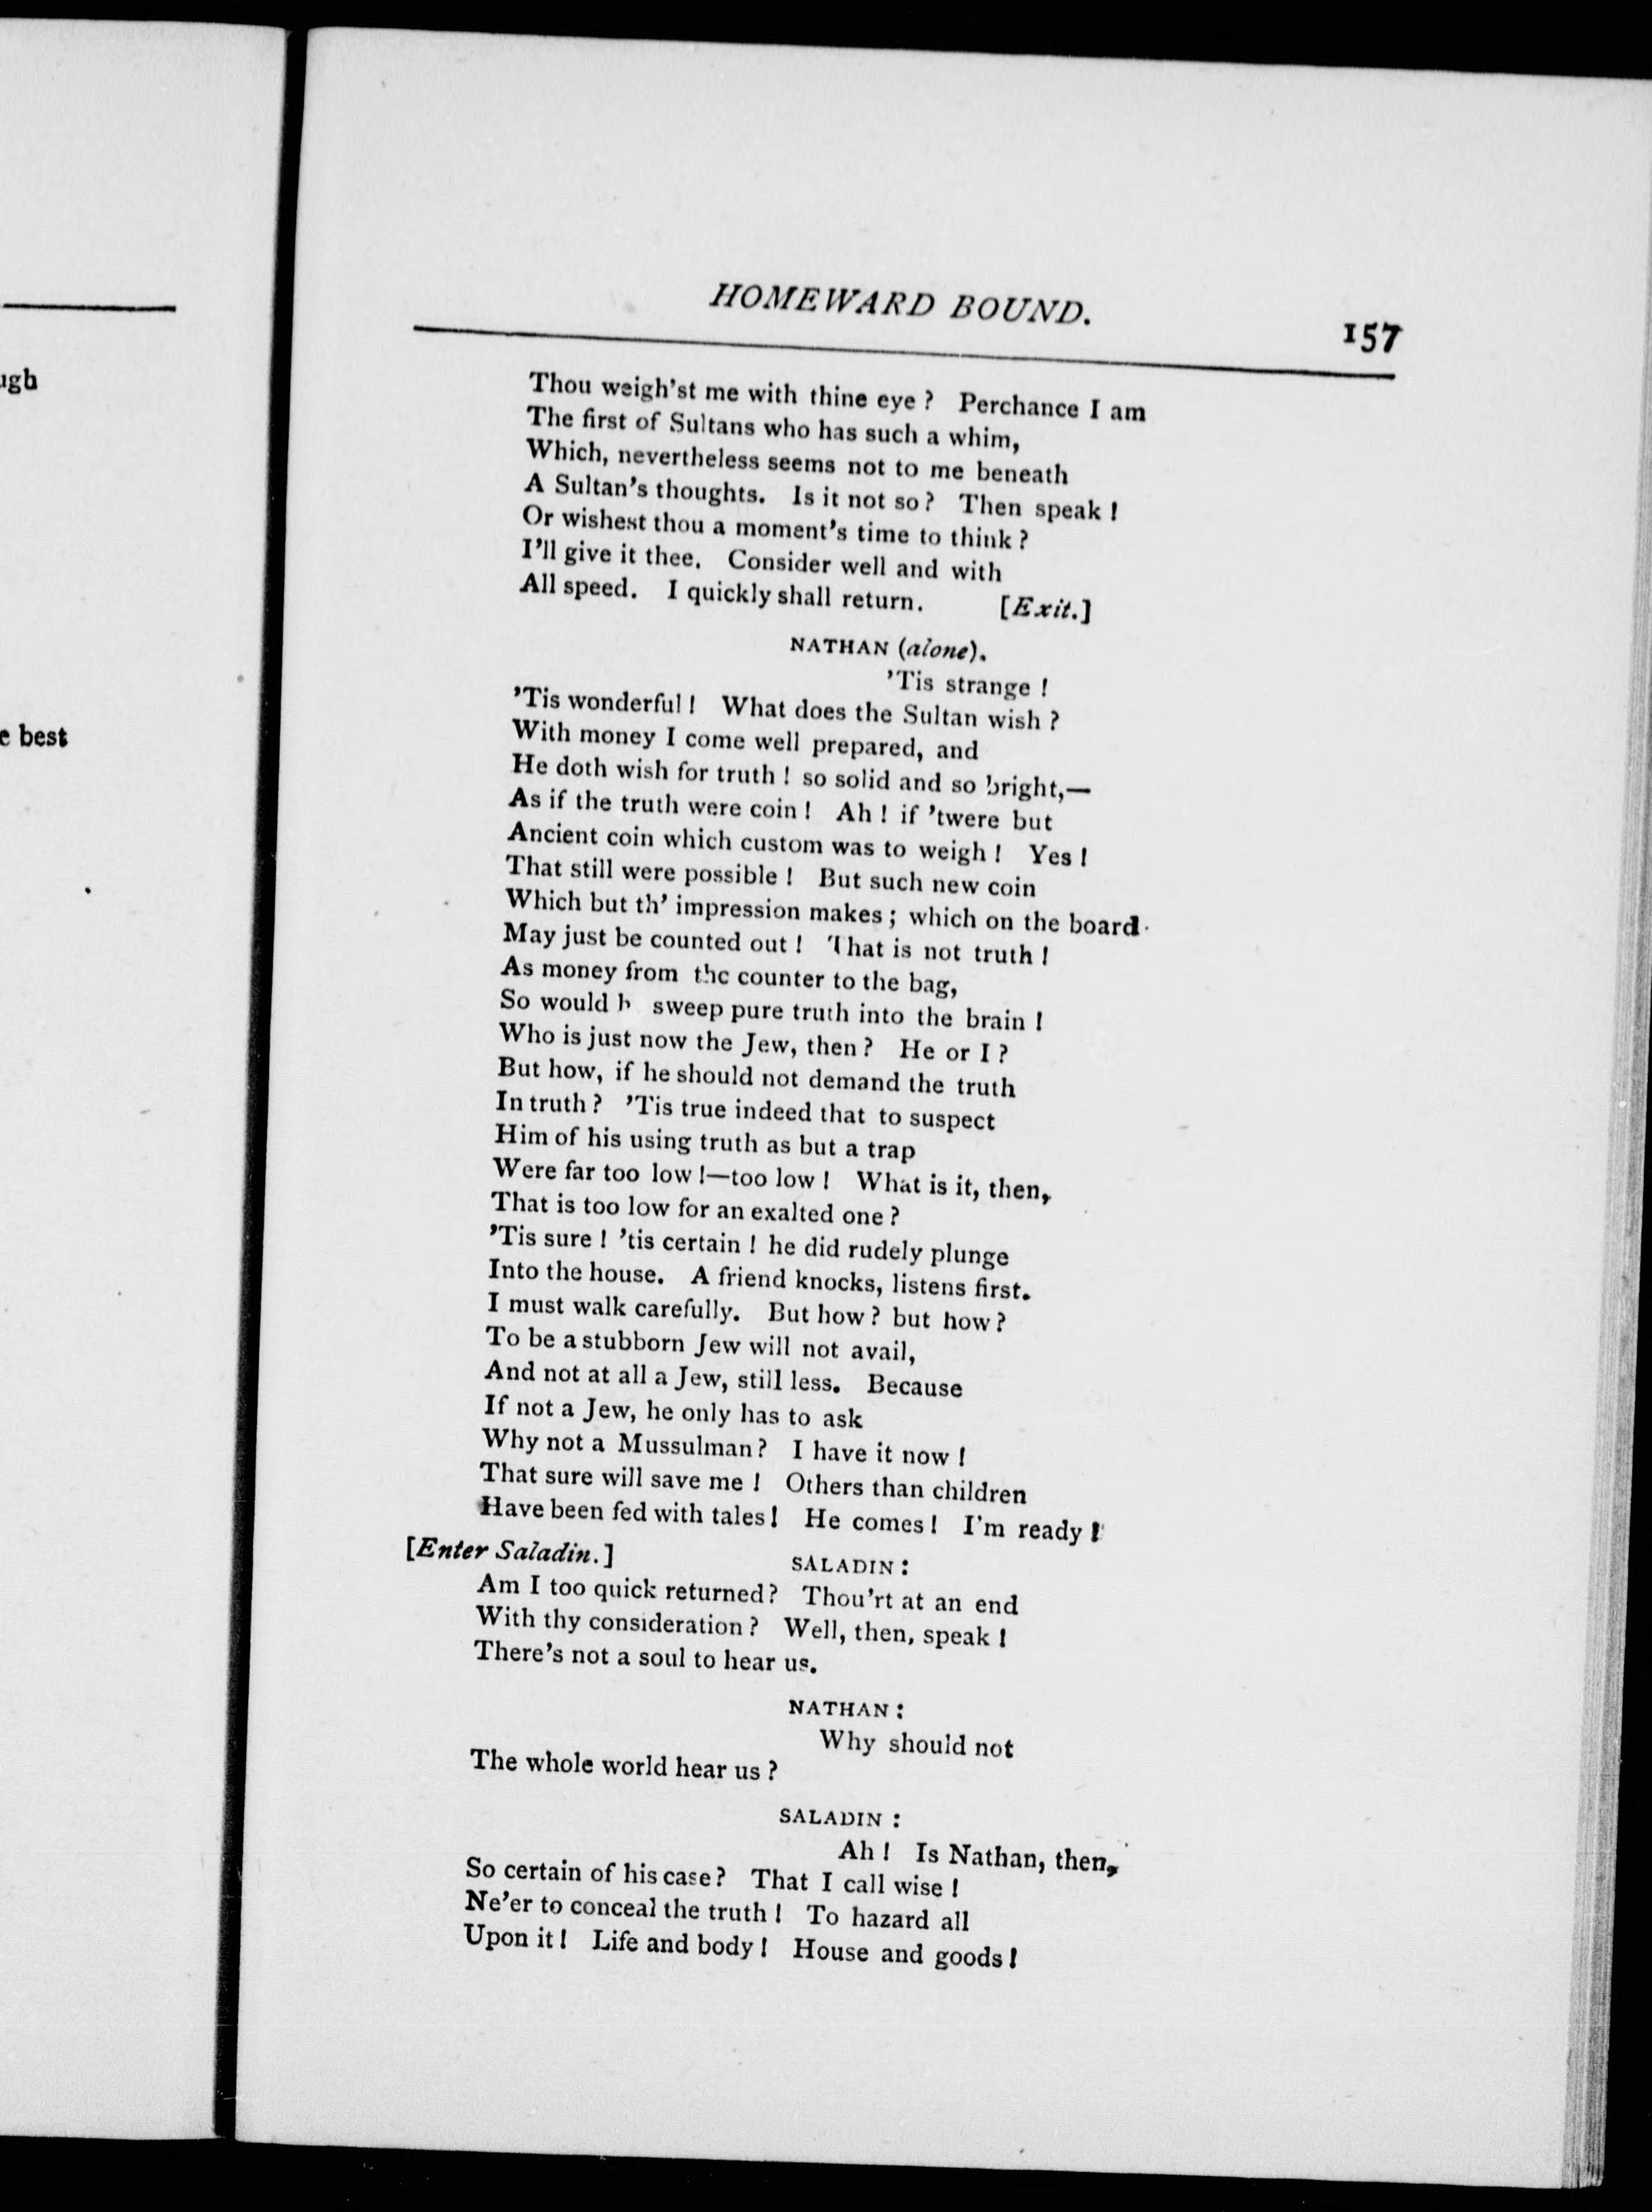 ugh
e best
HOMEWARD BOUND.
157
Thou weigh'st me with thine eye? Perchance I am
The first of Sultans who has such a whim,
Which, nevertheless seems not to me beneath
A Sultan's thoughts. Is it not so? Then speak!
Or wishest thou a moment's time to think?
I'll give it thee. Consider well and with
All speed. I quickly shall return. [Exit.]
NATHAN (alone).
'Tis strange!
'Tis wonderful! What does the Sultan wish?
With money I come well prepared, and
He doth wish for truth! so solid and so bright,—
As if the truth were coin! Ah! if 'twere but
Ancient coin which custom was to weigh! Yes!
That still were possible! But such new coin
Which but th' impression makes; which on the board
May just be counted out! That is not truth!
As money from the counter to the bag,
So would h sweep pure truth into the brain!
Who is just now the Jew, then? He or I?
But how, if he should not demand the truth
In truth? 'Tis true indeed that to suspect
Him of his using truth as but a trap
Were far too low!—too low! What is it, then,
That is too low for an exalted one?
'Tis sure! 'tis certain! he did rudely plunge
Into the house. A friend knocks, listens first.
I must walk carefully. But how? but how?
To be a stubborn Jew will not avail,
And not at all a Jew, still less. Because
If not a Jew, he only has to ask
Why not a Mussulman? I have it now!
That sure will save me! Others than children
Have been fed with tales! He comes! I'm ready!
[Enter Saladin.] SALADIN:
Am I too quick returned? Thou'rt at an end
With thy consideration? Well, then, speak!
There's not a soul to hear us.
NATHAN:
Why should not
The whole world hear us?
SALADIN:
Ah! Is Nathan, then,
So certain of his case? That I call wise!
Ne'er to conceal the truth! To hazard all
Upon it! Life and body! House and goods!